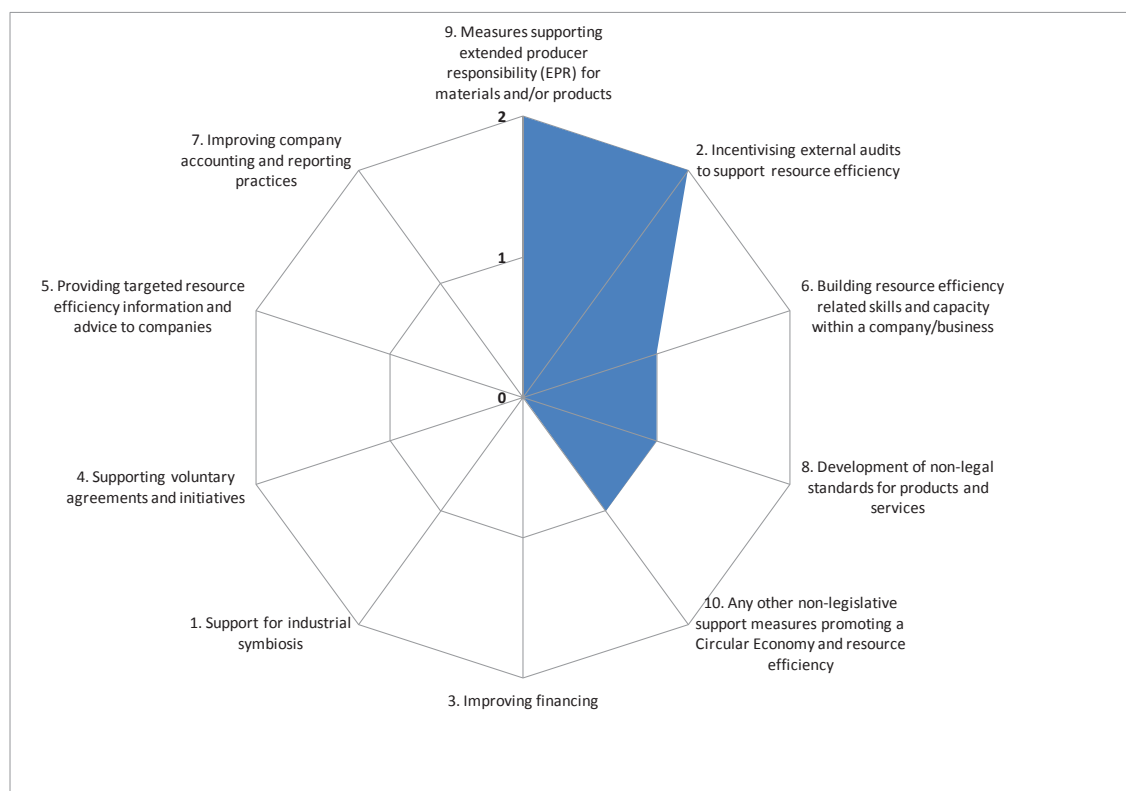 9. Measures supporting
extended producer
responsibility (EPR) for
materials and/or products
2
7. Improving company
accounting and reporting
practices
2. Incentivising external audits
to support resource efficiency
1
5. Providing targeted resource
efficiency information and
advice to companies
6. Building resource efficiency
related skills and capacity
within a company/business
0
4. Supporting voluntary
agreements and initiatives
8. Development of non-legal
standards for products and
services
1. Support for industrial
symbiosis
10. Any other non-legislative
support measures promoting a
Circular Economy and resource
efficiency
3. Improving financing